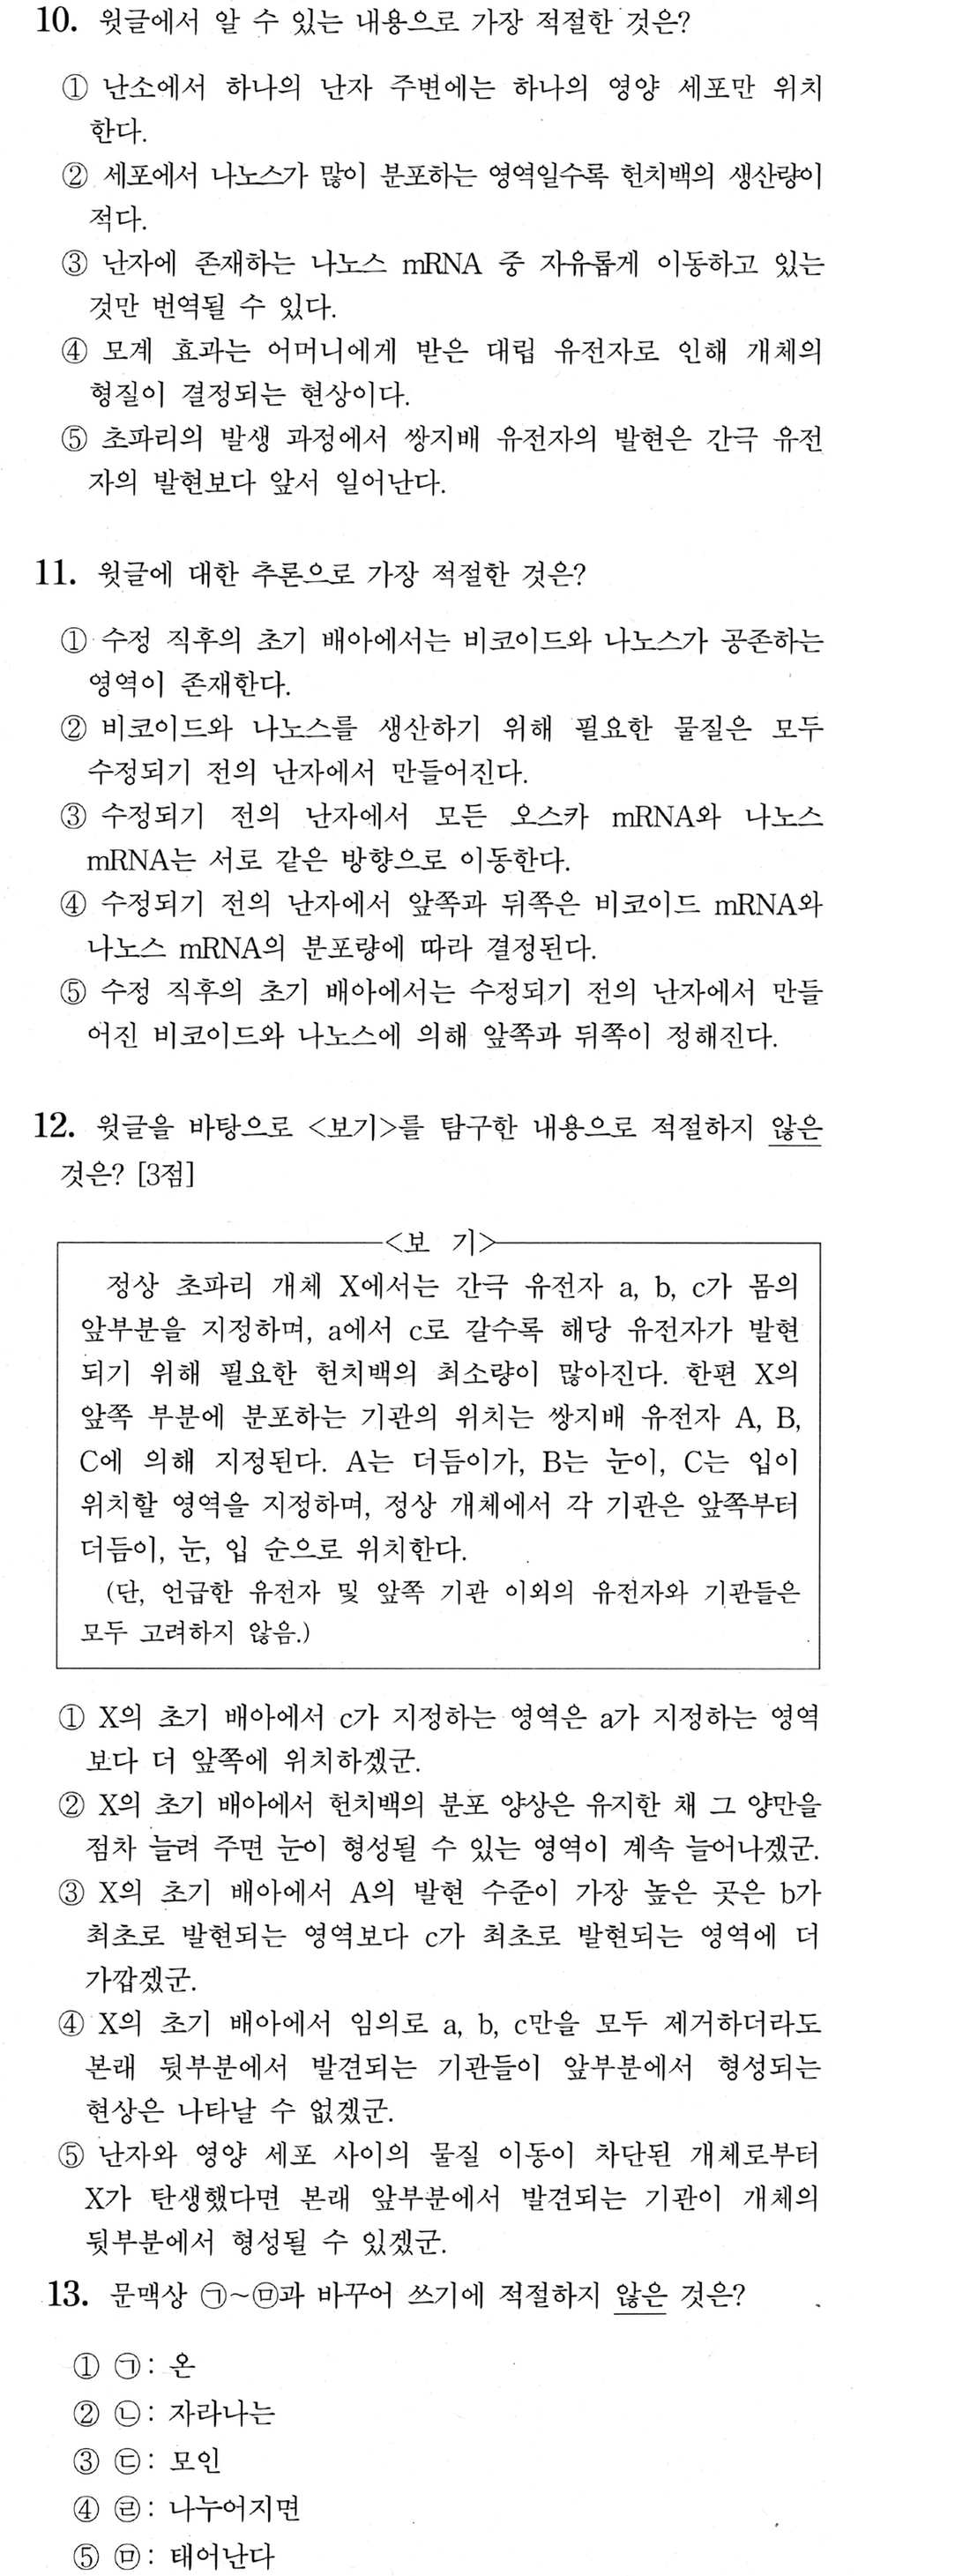 10. 윗글에서 알 수 있는 내용으로 가장 적절한 것은?
① 난소에서 하나의 난자 주변에는 하나의 영양 세포만 위치
한다.
② 세포에서 나노스가 많이 분포하는 영역일수록 헌치백의 생산량이
적다.
③ 난자에 존재하는 나노스 mRNA 중 자유롭게 이동하고 있는
것만 번역될 수 있다.
④ 모계 효과는 어머니에게 받은 대립 유전자로 인해 개체의
형질이 결정되는 현상이다.
⑤ 초파리의 발생 과정에서 쌍지배 유전자의 발현은 간극 유전
자의 발현보다 앞서 일어난다.
11. 윗글에 대한 추론으로 가장 적절한 것은?
① 수정 직후의 초기 배아에서는 비코이드와 나노스가 공존하는
영역이 존재한다.
② 비코이드와 나노스를 생산하기 위해 필요한 물질은 모두
수정되기 전의 난자에서 만들어진다.
③ 수정되기 전의 난자에서 모든 오스카 mRNA와 나노스
mRNA는 서로 같은 방향으로 이동한다.
④ 수정되기 전의 난자에서 앞쪽과 뒤쪽은 비코이드 mRNA와
나노스 mRNA의 분포량에 따라 결정된다.
⑤ 수정 직후의 초기 배아에서는 수정되기 전의 난자에서 만들
어진 비코이드와 나노스에 의해 앞쪽과 뒤쪽이 정해진다.
12. 윗글을 바탕으로 <보기>를 탐구한 내용으로 적절하지 않은
것은? [3점]
<보 기>
정상 초파리 개체 X에서는 간극 유전자 a, b, c가 몸의
앞부분을 지정하며, a에서 c로 갈수록 해당 유전자가 발현
되기 위해 필요한 헌치백의 최소량이 많아진다. 한편 X의
앞쪽 부분에 분포하는 기관의 위치는 쌍지배 유전자 A, B,
C에 의해 지정된다. A는 더듬이가, B는 눈이, C는 입이
위치할 영역을 지정하며, 정상 개체에서 각 기관은 앞쪽부터
더듬이, 눈, 입 순으로 위치한다.
(단, 언급한 유전자 및 앞쪽 기관 이외의 유전자와 기관들은
모두 고려하지 않음.)
① X의 초기 배아에서 c가 지정하는 영역은 a가 지정하는 영역
보다 더 앞쪽에 위치하겠군.
② X의 초기 배아에서 헌치백의 분포 양상은 유지한 채 그 양만을
점차 늘려 주면 눈이 형성될 수 있는 영역이 계속 늘어나겠군.
③ X의 초기 배아에서 A의 발현 수준이 가장 높은 곳은 b가
최초로 발현되는 영역보다 c가 최초로 발현되는 영역에 더
가깝겠군.
④ X의 초기 배아에서 임의로 a, b, c만을 모두 제거하더라도
본래 뒷부분에서 발견되는 기관들이 앞부분에서 형성되는
현상은 나타날 수 없겠군.
⑤ 난자와 영양 세포 사이의 물질 이동이 차단된 개체로부터
X가 탄생했다면 본래 앞부분에서 발견되는 기관이 개체의
뒷부분에서 형성될 수 있겠군.
13. 문맥상 ㉠~㉤과 바꾸어 쓰기에 적절하지 않은 것은?
① ㉠: 온
② ㉡: 자라나는
③ ㉢: 모인
④ ㉣: 나누어지면
⑤ ㉤: 태어난다